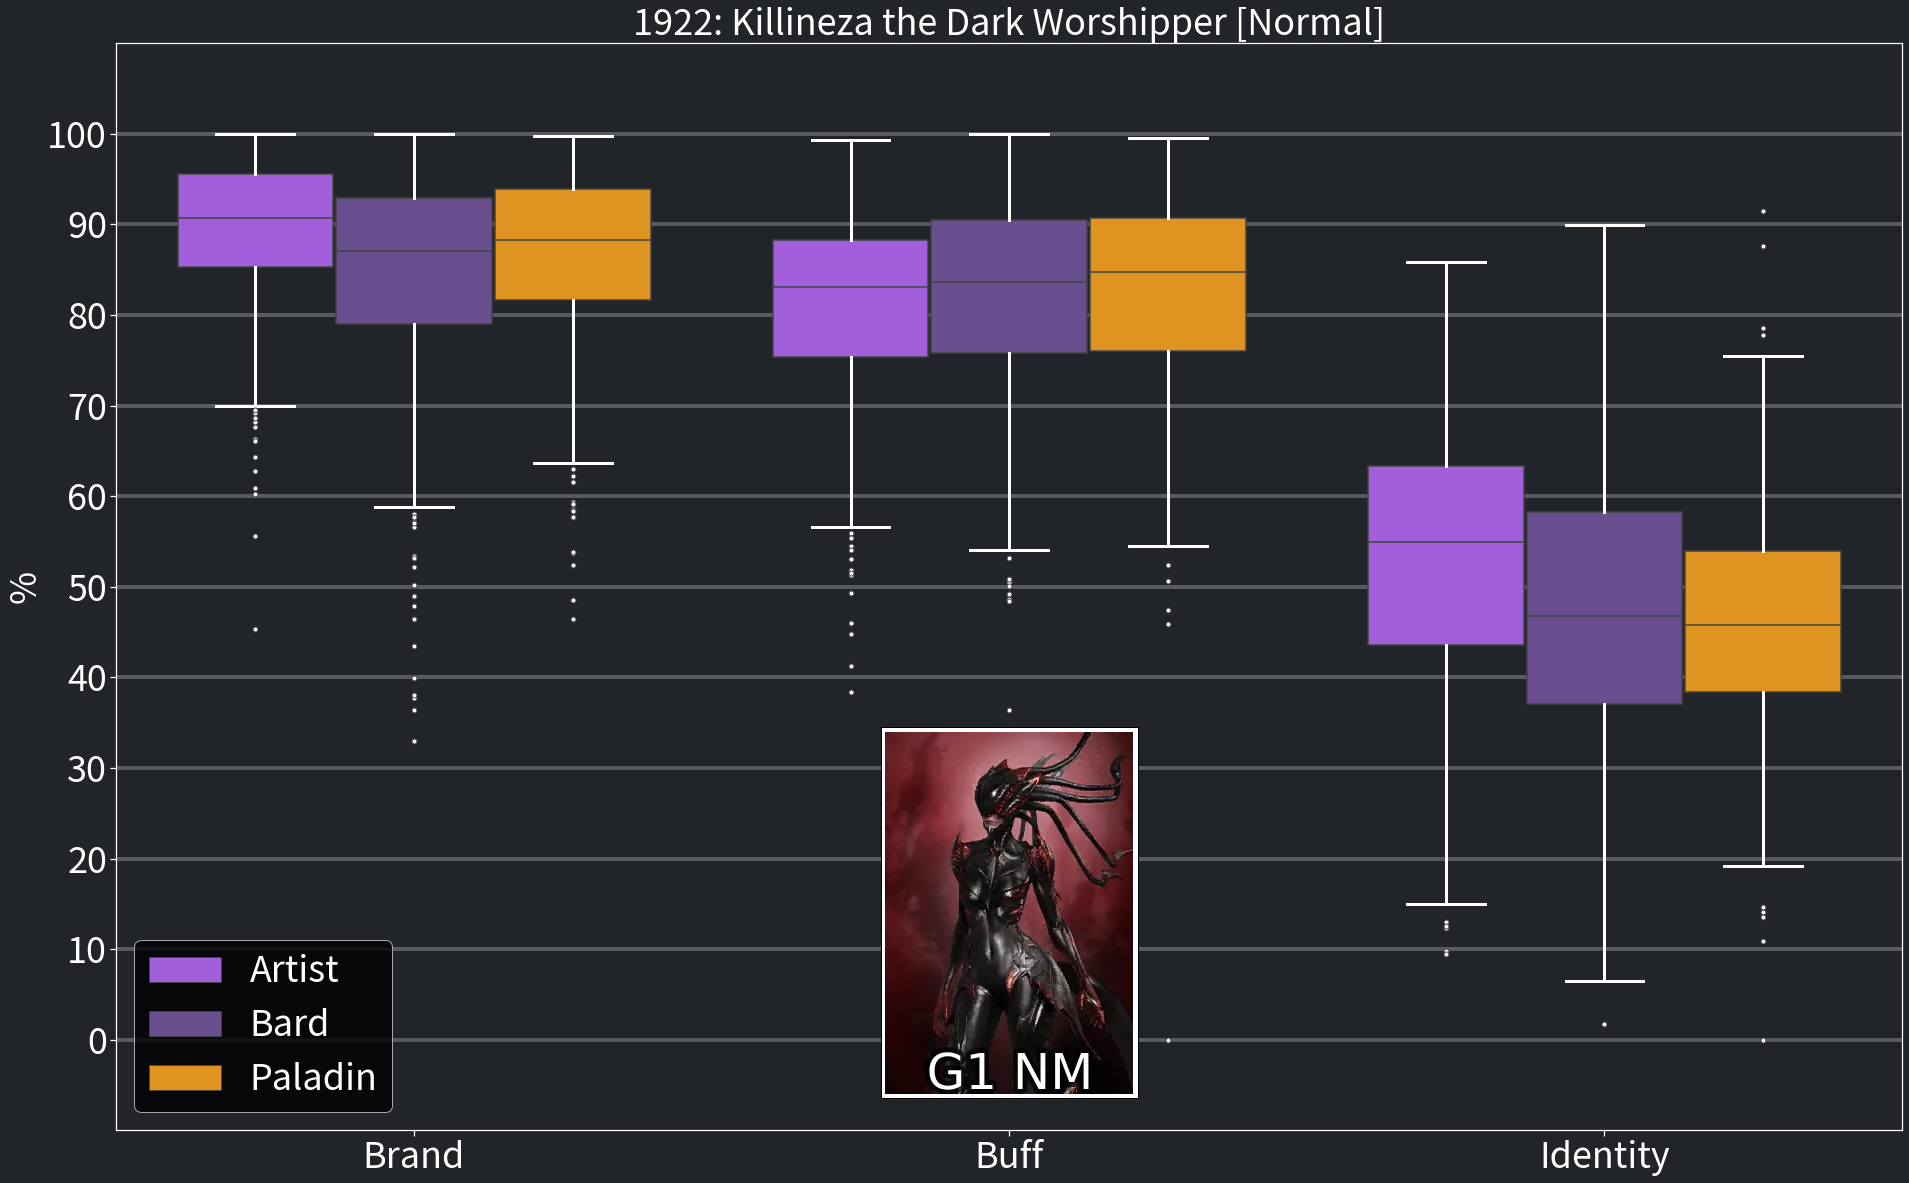 1922: Killineza the Dark Worshipper [Normal]
100
90
80
70
60
50
40
30
20
10
0
%
Artist
Bard
Paladin
G1 NM
Brand
Buff
Identity